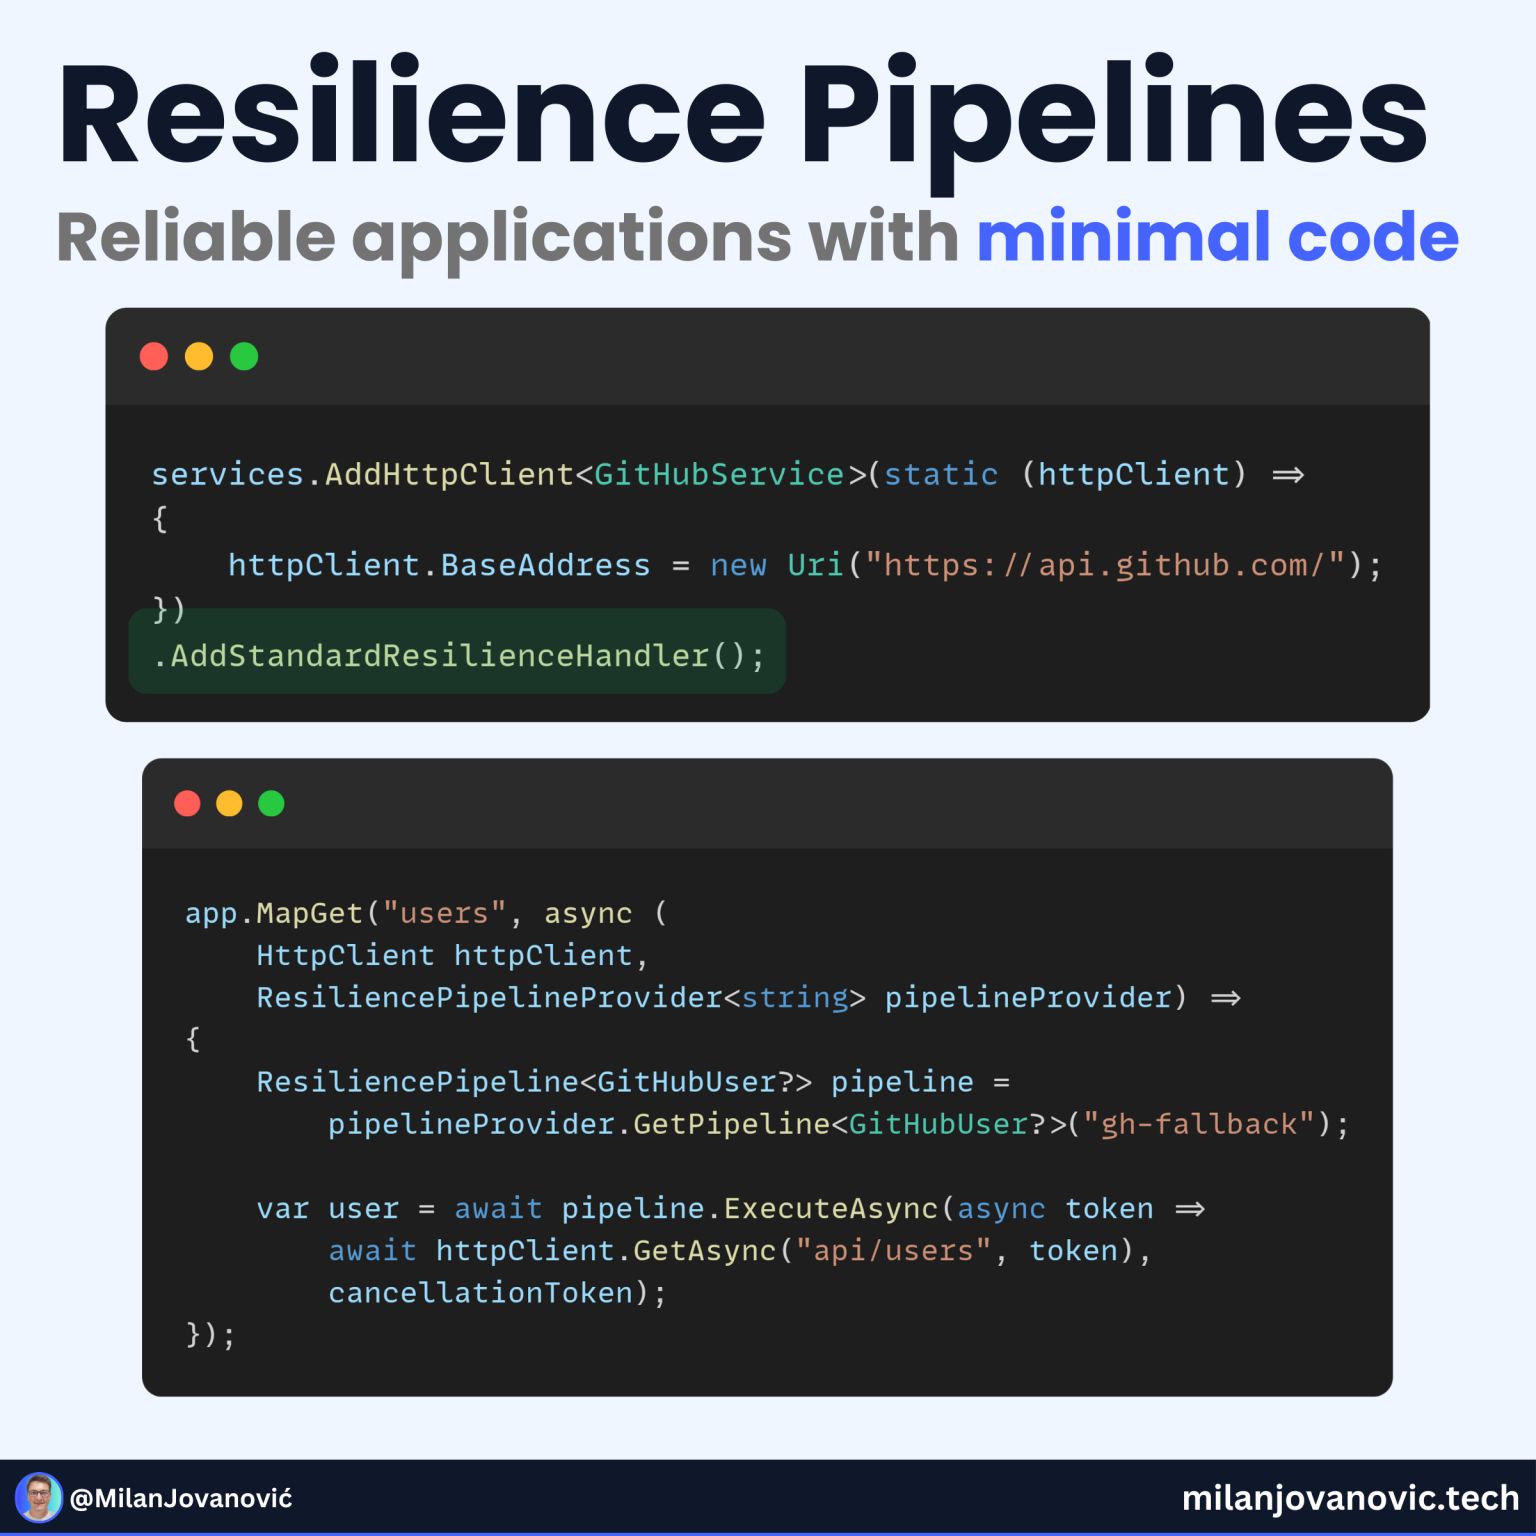 Resilience Pipelines
Reliable applications with minimal code
services.AddHttpClient<GitHubService>(static (httpClient) =>
{
    httpClient.BaseAddress = new Uri("https://api.github.com/");
})
.AddStandardResilienceHandler();
app.MapGet("users", async (
    HttpClient httpClient,
    ResiliencePipelineProvider<string> pipelineProvider) =>
{
    ResiliencePipeline<GitHubUser?> pipeline =
        pipelineProvider.GetPipeline<GitHubUser?>("gh-fallback");
    var user = await pipeline.ExecuteAsync(async token =>
        await httpClient.GetAsync("api/users", token),
        cancellationToken);
});
@MilanJovanović
milanjovanovic.tech